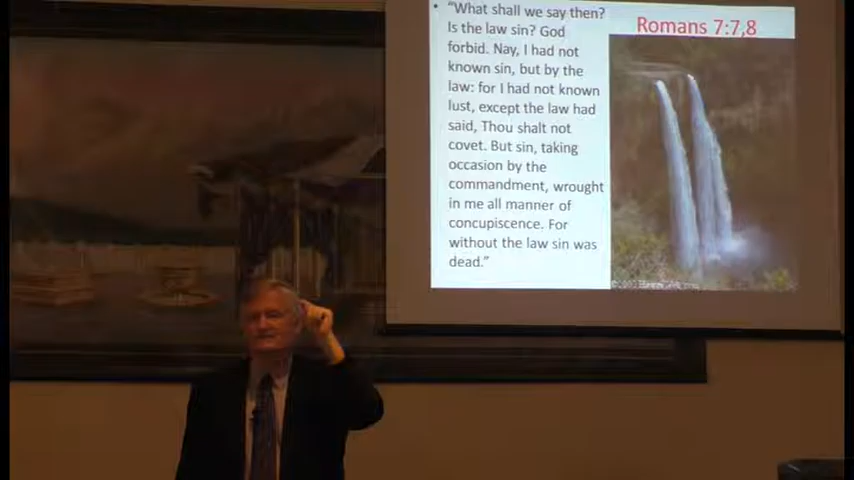 • “What shall we say then?
Is the law sin? God
forbid. Nay, I had not
known sin, but by the
law: for I had not known
lust, except the law had
said, Thou shalt not
covet. But sin, taking
occasion by the
commandment, wrought
in me all manner of
concupiscence. For
without the law sin was
dead.”
Romans 7:7,8